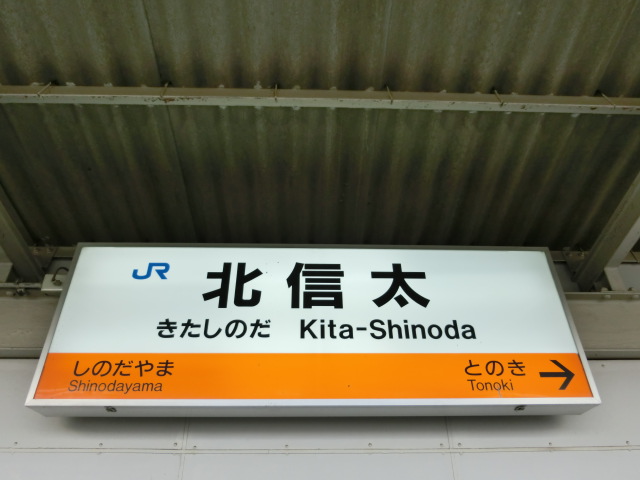 JR 北信太
きたしのだ Kita-Shinoda
しのだやま とのき →
Shinodayama Tonoki